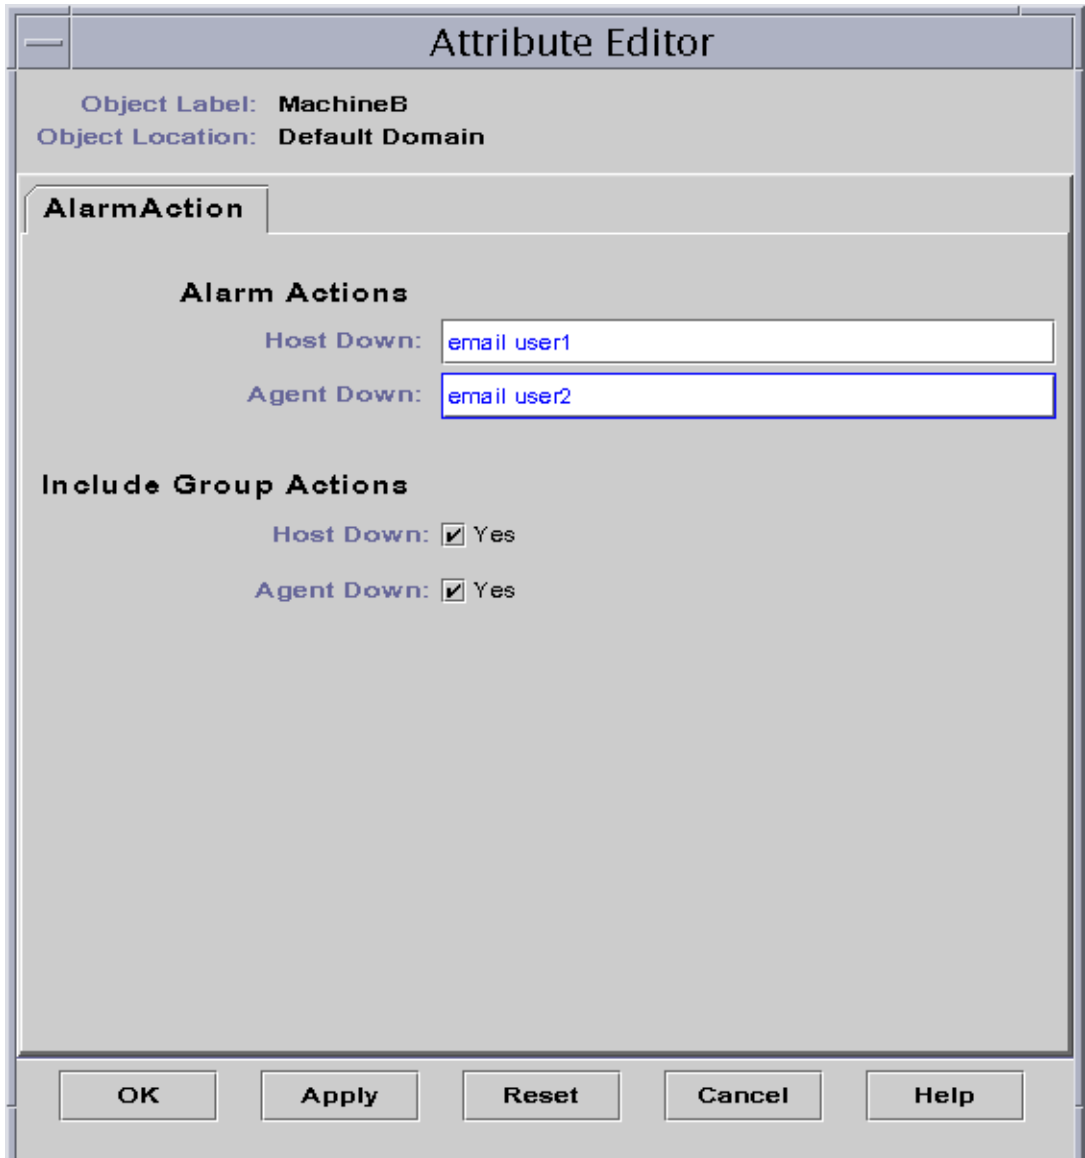 Attribute Editor
Object Label: MachineB
Object Location: Default Domain
AlarmAction
Alarm Actions
Host Down: email user1
Agent Down: email user2
Include Group Actions
Host Down: Yes
Agent Down: Yes
OK Apply Reset Cancel Help